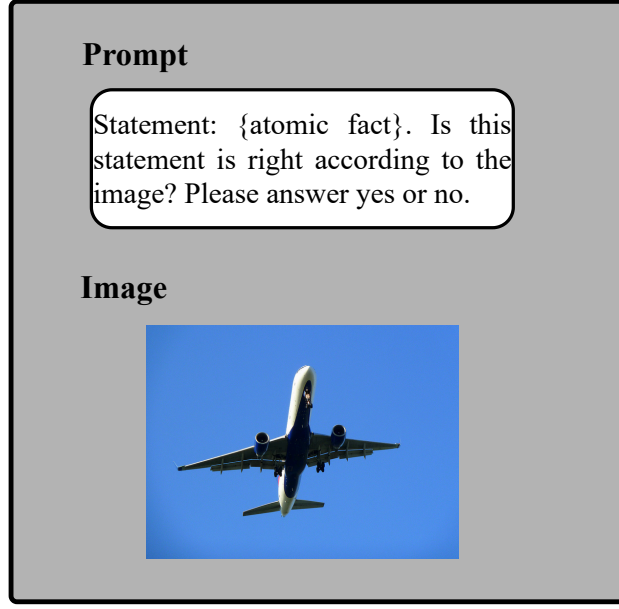 Prompt
Statement: {atomic fact}. Is this
statement is right according to the
image? Please answer yes or no.
Image